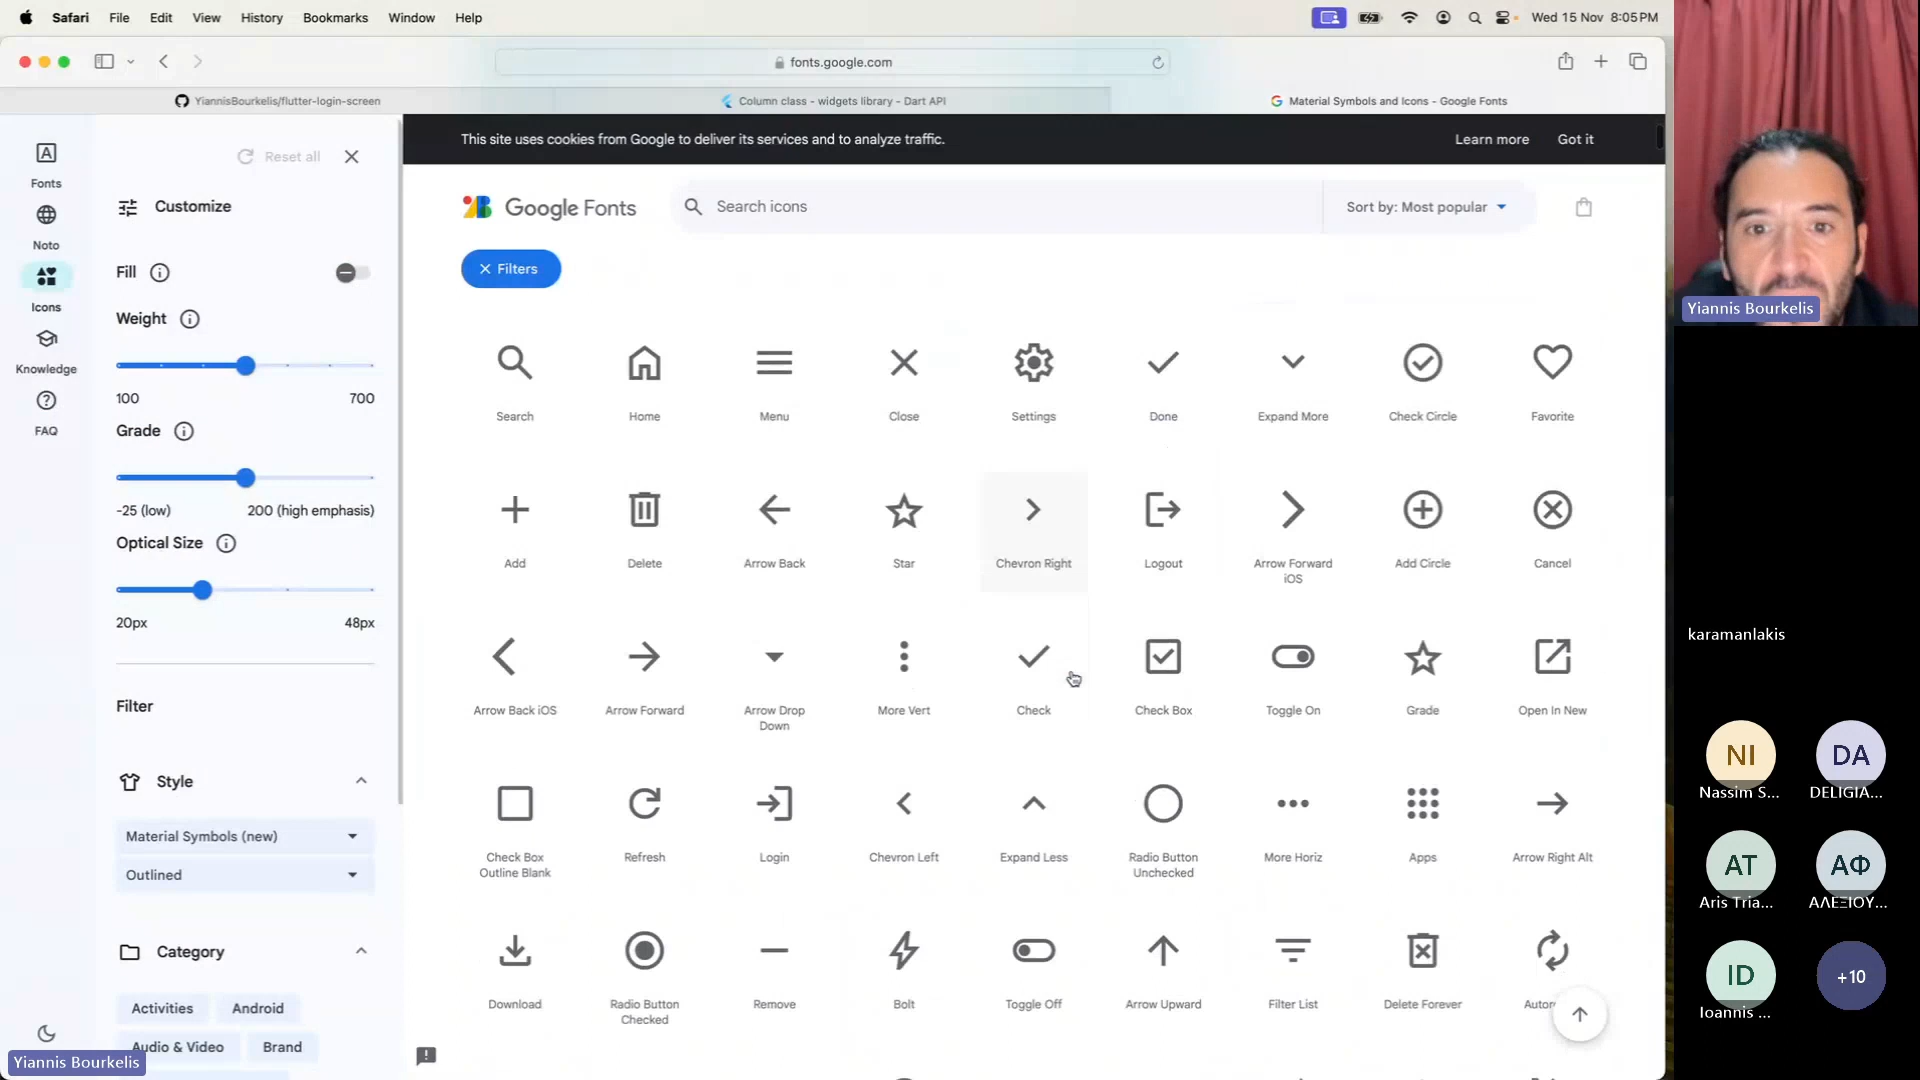 Safari File Edit View History Bookmarks Window Help
Wed 15 Nov 8:05PM
fonts.google.com
YiannisBourkelis/flutter-login-screen
Column class - widgets library - Dart API
Material Symbols and Icons - Google Fonts
This site uses cookies from Google to deliver its services and to analyze traffic.
Learn more
Got it
Fonts
Noto
Icons
Knowledge
FAQ
Reset all
Customize
Fill
Weight
100
700
Grade
-25 (low)
200 (high emphasis)
Optical Size
20px
48px
Filter
Style
Material Symbols (new)
Outlined
Category
Activities
Android
Audio & Video
Brand
Google Fonts
Search icons
Sort by: Most popular
Filters
Search
Home
Menu
Close
Settings
Done
Expand More
Check Circle
Favorite
Add
Delete
Arrow Back
Star
Chevron Right
Logout
Arrow Forward
iOS
Add Circle
Cancel
Arrow Back iOS
Arrow Forward
Arrow Drop
Down
More Vert
Check
Check Box
Toggle On
Grade
Open In New
Check Box
Outline Blank
Refresh
Login
Chevron Left
Expand Less
Radio Button
Unchecked
More Horiz
Apps
Arrow Right Alt
Download
Radio Button
Checked
Remove
Bolt
Toggle Off
Arrow Upward
Filter List
Delete Forever
Yiannis Bourkelis
Yiannis Bourkelis
karamanlakis
NI
Nassim S...
DA
DELIGIA...
AT
Aris Tria...
ΑΦ
ΑΛΕΞΙΟΥ...
ID
Ioannis ...
+10